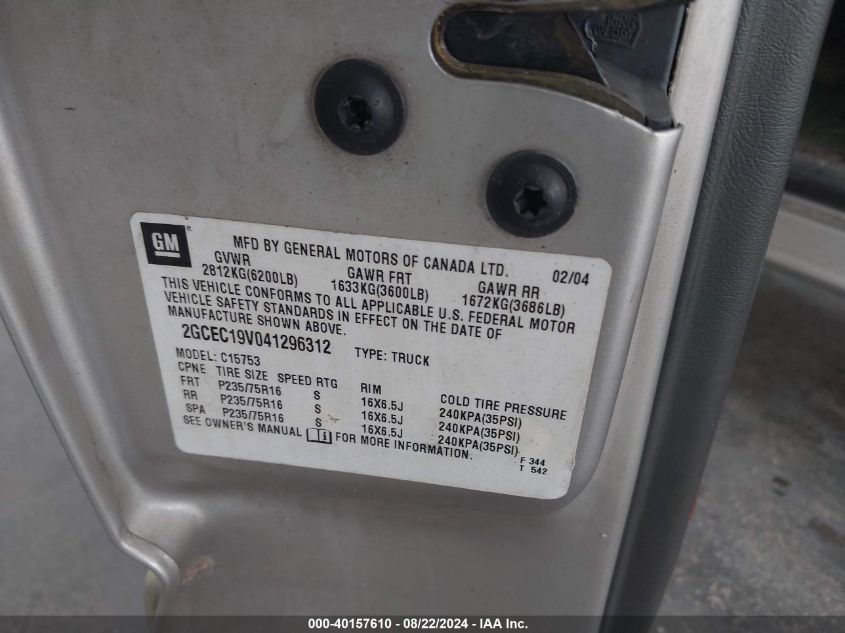 GM
MFD BY GENERAL MOTORS OF CANADA LTD. 02/04
GVWR GAWR FRT GAWR RR
2812KG(6200LB) 1633KG(3600LB) 1672KG(3686LB)
THIS VEHICLE CONFORMS TO ALL APPLICABLE U.S. FEDERAL MOTOR
VEHICLE SAFETY STANDARDS IN EFFECT ON THE DATE OF
MANUFACTURE SHOWN ABOVE.
2GCEC19V041296312 TYPE: TRUCK
MODEL: C15753
CPNE TIRE SIZE SPEED RTG RIM COLD TIRE PRESSURE
FRT P235/75R16 S 16X6.5J 240KPA(35PSI)
RR P235/75R16 S 16X6.5J 240KPA(35PSI)
SPA P235/75R16 S 16X6.5J 240KPA(35PSI)
SEE OWNER'S MANUAL i FOR MORE INFORMATION.
F 344
T 542
000-40157610 - 08/22/2024 - IAA Inc.